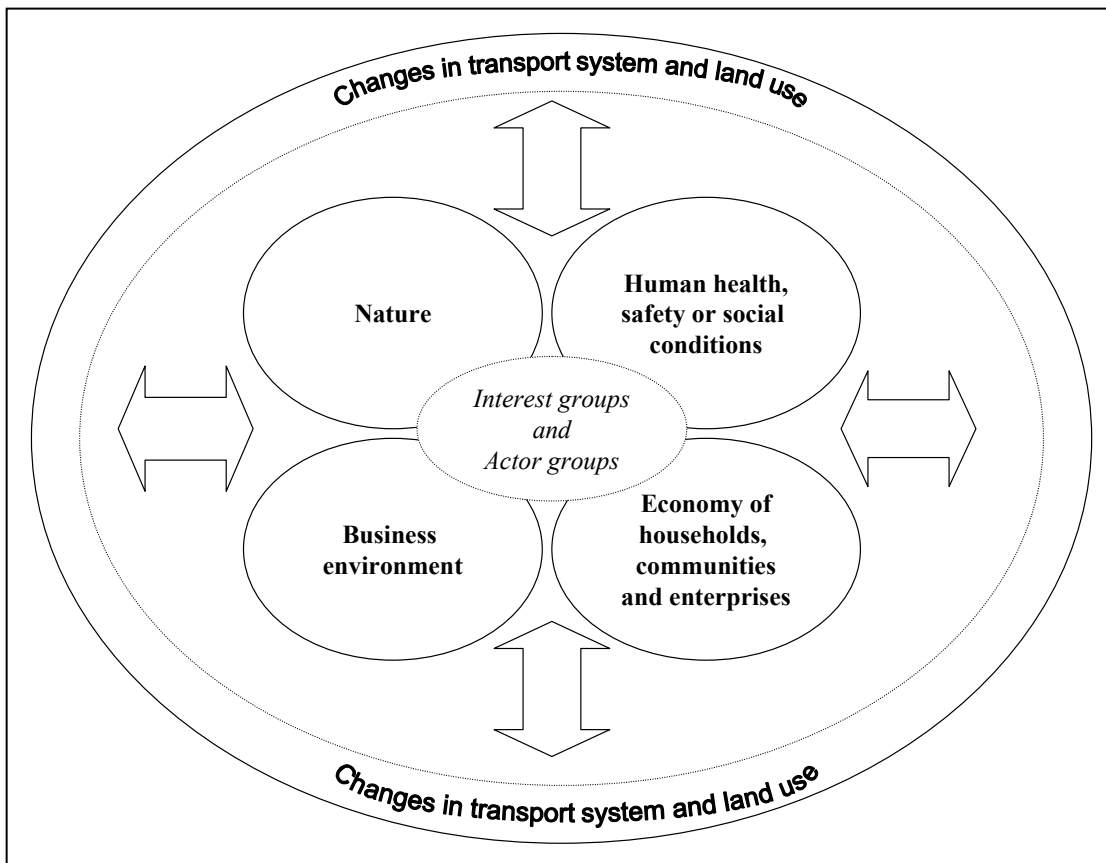 Changes in transport system and land use
Nature
Human health,
safety or social
conditions
Interest groups
and
Actor groups
Business
environment
Economy of
households,
communities
and enterprises
Changes in transport system and land use